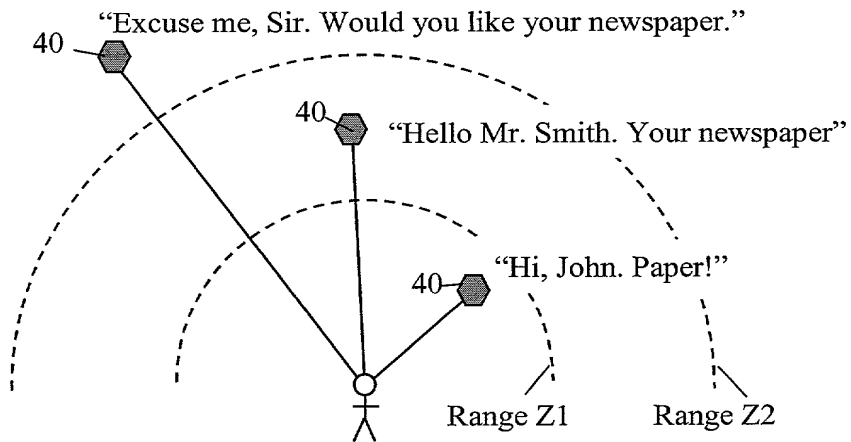 “Excuse me, Sir. Would you like your newspaper.”
40
40
“Hello Mr. Smith. Your newspaper”
“Hi, John. Paper!”
40
Range Z1
Range Z2